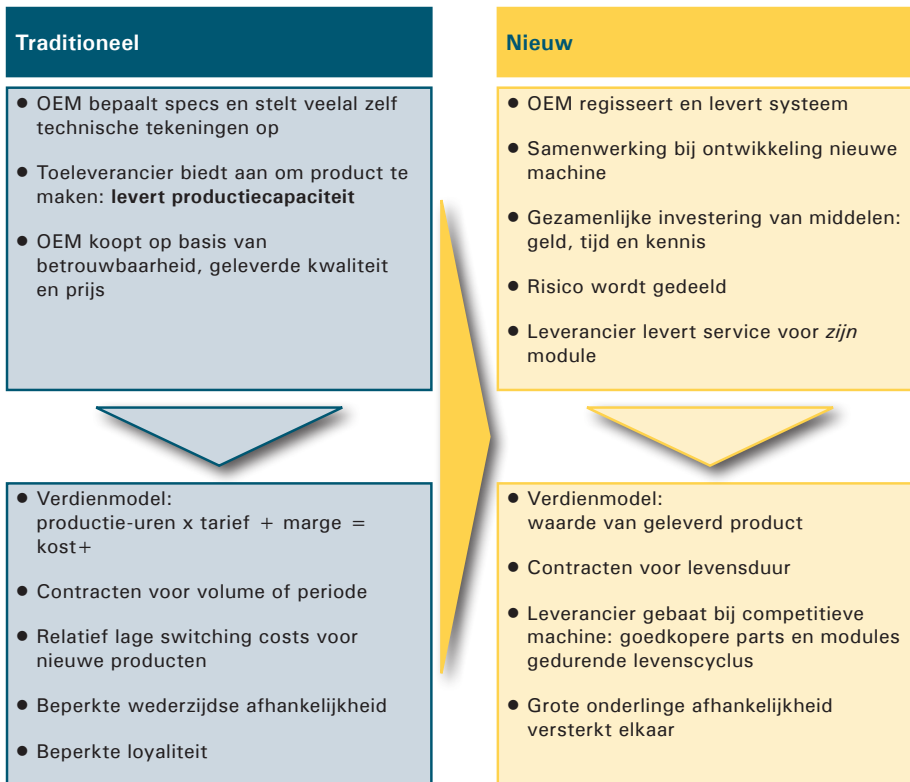 Traditioneel
● OEM bepaalt specs en stelt veelal zelf
technische tekeningen op
● Toeleverancier biedt aan om product te
maken: levert productiecapaciteit
● OEM koopt op basis van
betrouwbaarheid, geleverde kwaliteit
en prijs
● Verdienmodel:
productie-uren x tarief + marge =
kost+
● Contracten voor volume of periode
● Relatief lage switching costs voor
nieuwe producten
● Beperkte wederzijdse afhankelijkheid
● Beperkte loyaliteit
Nieuw
● OEM regisseert en levert systeem
● Samenwerking bij ontwikkeling nieuwe
machine
● Gezamenlijke investering van middelen:
geld, tijd en kennis
● Risico wordt gedeeld
● Leverancier levert service voor zijn
module
● Verdienmodel:
waarde van geleverd product
● Contracten voor levensduur
● Leverancier gebaat bij competitieve
machine: goedkopere parts en modules
gedurende levenscyclus
● Grote onderlinge afhankelijkheid
versterkt elkaar